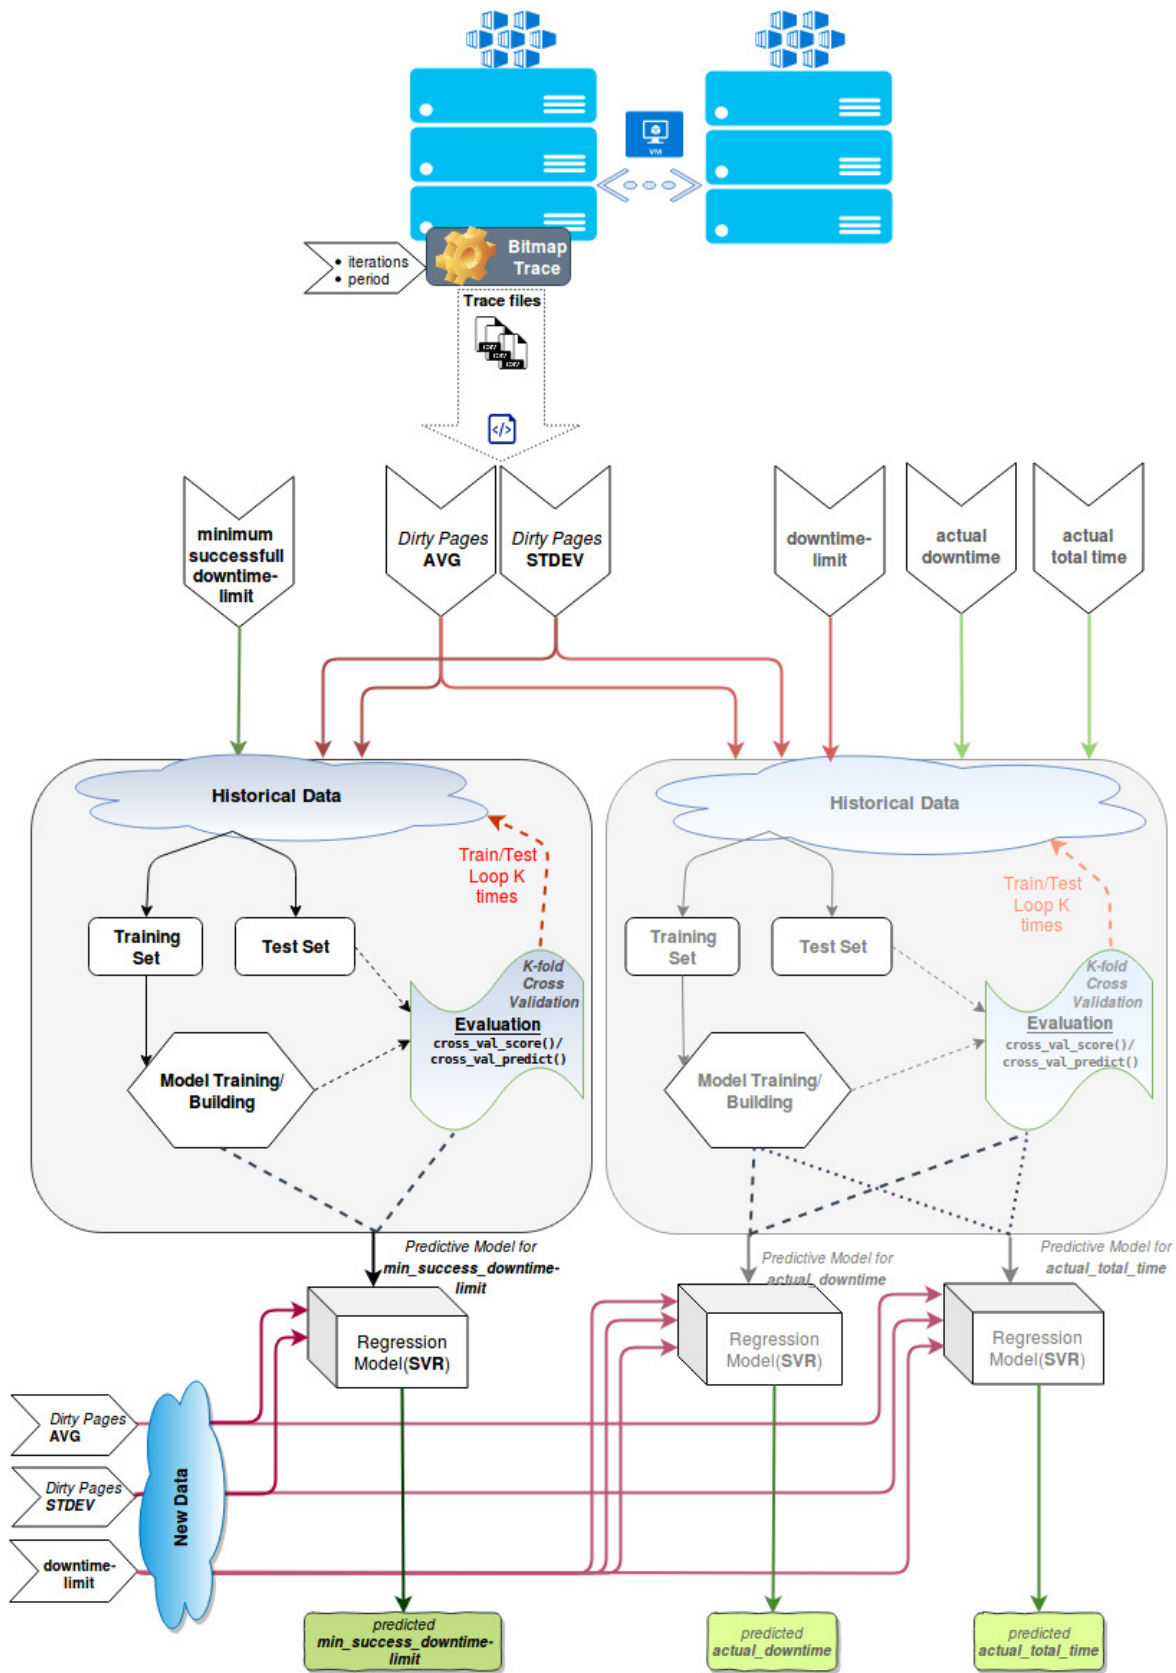 VM
Bitmap
Trace
• iterations
• period
Trace files
CSV
CSV
CSV
</>
minimum
successfull
downtime-
limit
Dirty Pages
AVG
Dirty Pages
STDEV
downtime-
limit
actual
downtime
actual
total time
Historical Data
Train/Test
Loop K
times
Training
Set
Test Set
K-fold
Cross
Validation
Evaluation
cross_val_score()/
cross_val_predict()
Model Training/
Building
Historical Data
Train/Test
Loop K
times
Training
Set
Test Set
K-fold
Cross
Validation
Evaluation
cross_val_score()/
cross_val_predict()
Model Training/
Building
Predictive Model for
min_success_downtime-
limit
Predictive Model for
actual_downtime
Predictive Model for
actual_total_time
Regression
Model(SVR)
Regression
Model(SVR)
Regression
Model(SVR)
Dirty Pages
AVG
Dirty Pages
STDEV
downtime-
limit
New Data
predicted
min_success_downtime-
limit
predicted
actual_downtime
predicted
actual_total_time